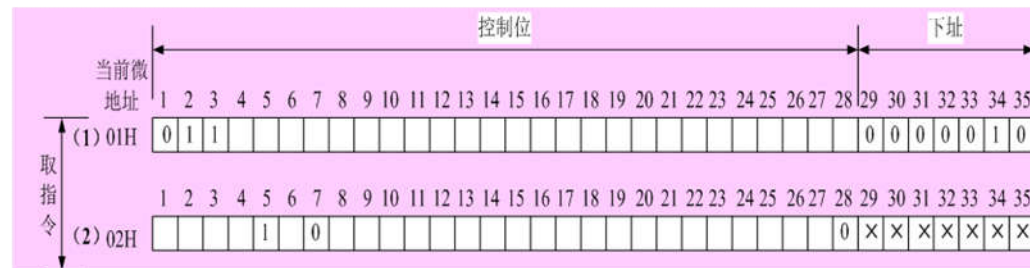 控制位 下址
当前微
地址 1 2 3 4 5 6 7 8 9 10 11 12 13 14 15 16 17 18 19 20 21 22 23 24 25 26 27 28 29 30 31 32 33 34 35
(1) 01H 0 1 1 0 0 0 0 0 1 0
取指令
1 2 3 4 5 6 7 8 9 10 11 12 13 14 15 16 17 18 19 20 21 22 23 24 25 26 27 28 29 30 31 32 33 34 35
(2) 02H 1 0 0 × × × × × × ×